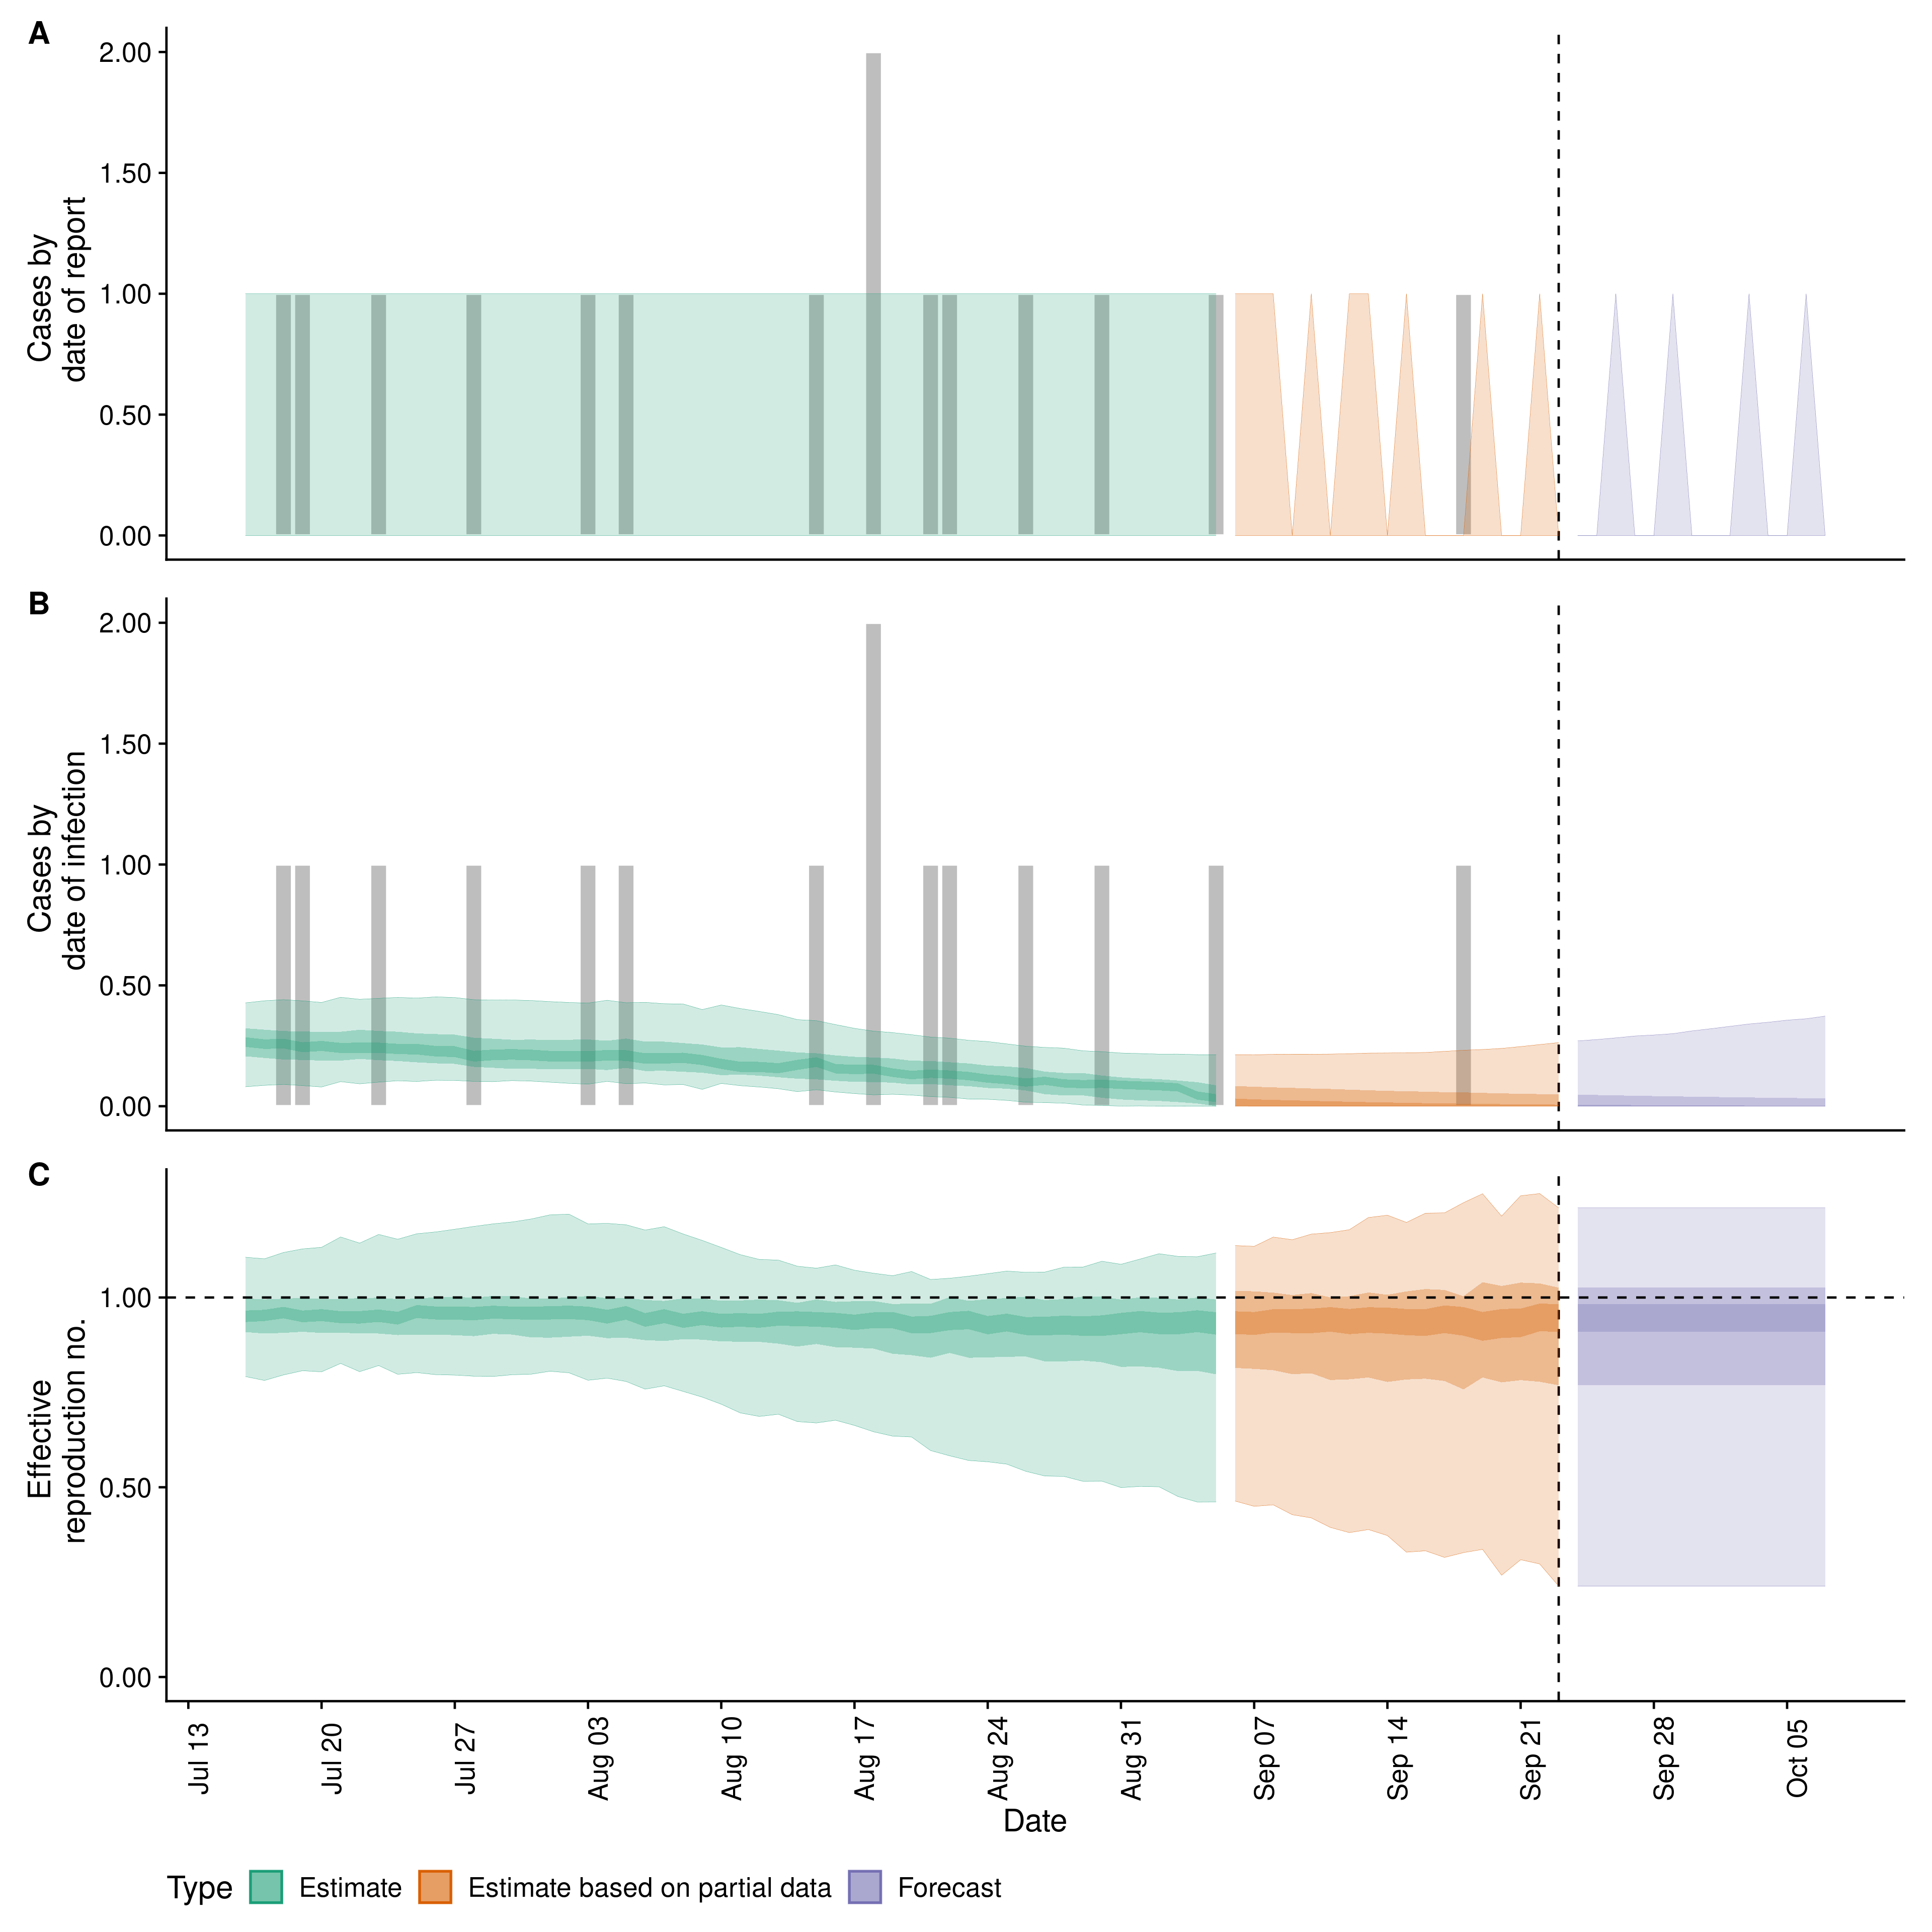 A
2.00
1.50
1.00
0.50
0.00
Cases by
date of report
B
2.00
1.50
1.00
0.50
0.00
Cases by
date of infection
C
1.00
0.50
0.00
Effective
reproduction no.
Jul 13
Jul 20
Jul 27
Aug 03
Aug 10
Aug 17
Aug 24
Aug 31
Sep 07
Sep 14
Sep 21
Sep 28
Oct 05
Date
Type Estimate Estimate based on partial data Forecast